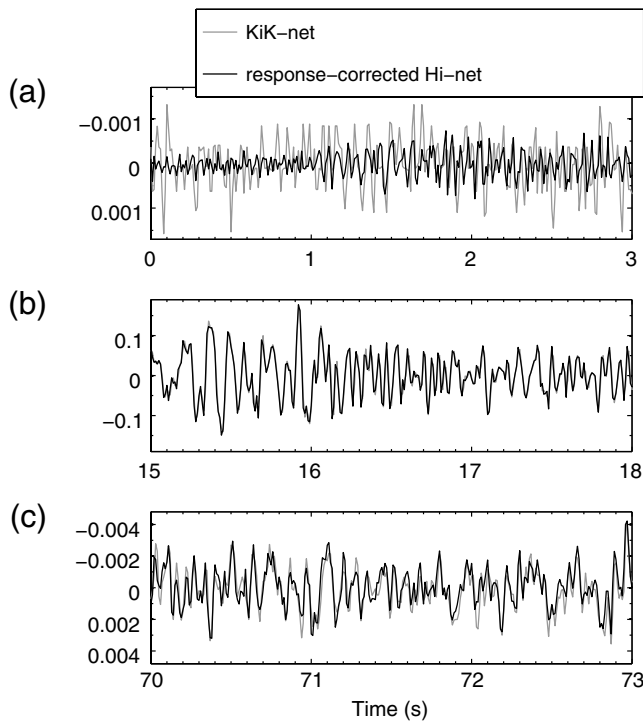 KiK−net
response−corrected Hi−net
(a)
−0.001
0
0.001
0 1 2 3
(b)
0.1
0
−0.1
15 16 17 18
(c)
−0.004
−0.002
0
0.002
0.004
70 71 72 73
Time (s)